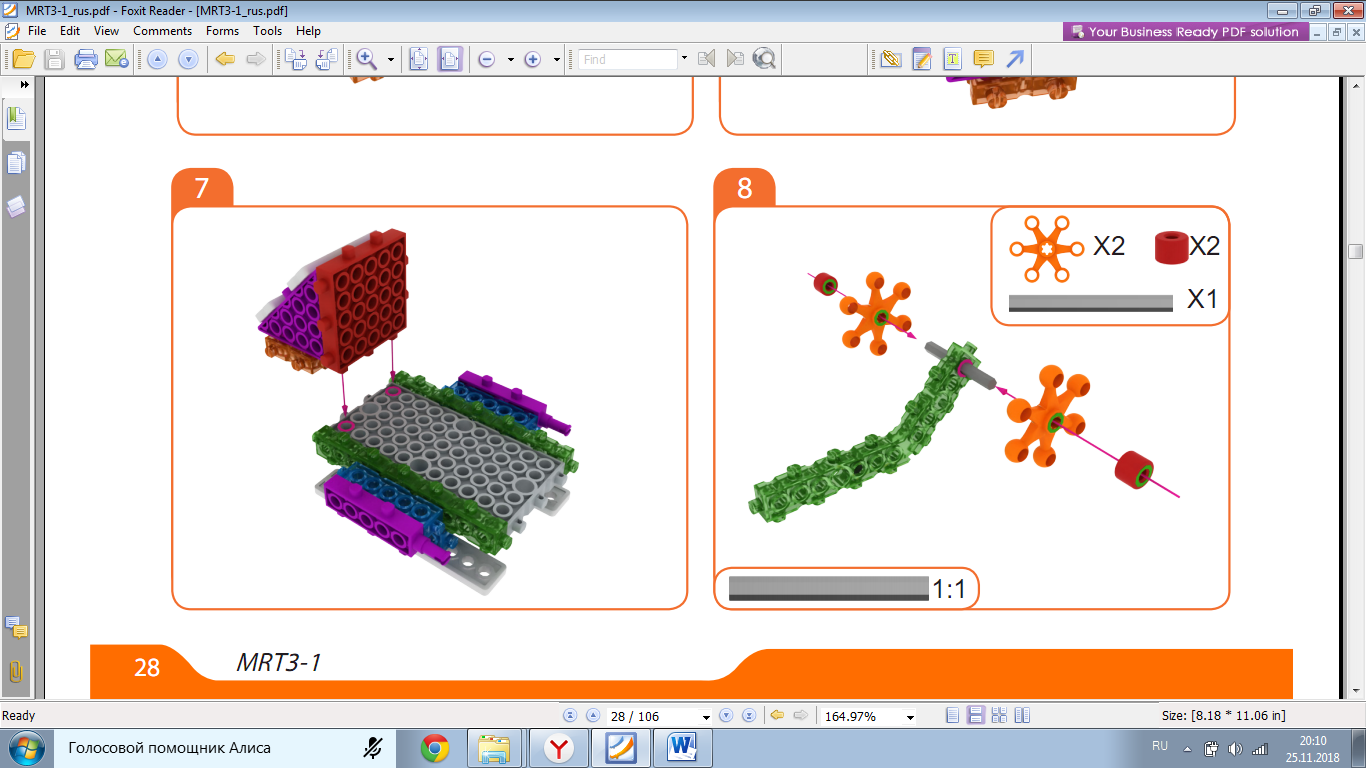 MRT3-1_rus.pdf - Foxit Reader - [MRT3-1_rus.pdf]
File Edit View Comments Forms Tools Help
Your Business Ready PDF solution
Find
7
8
X2
X2
X1
1:1
28
MRT3-1
Ready
28 / 106
164.97%
Size: [8.18 * 11.06 in]
Голосовой помощник Алиса
RU
20:10
25.11.2018